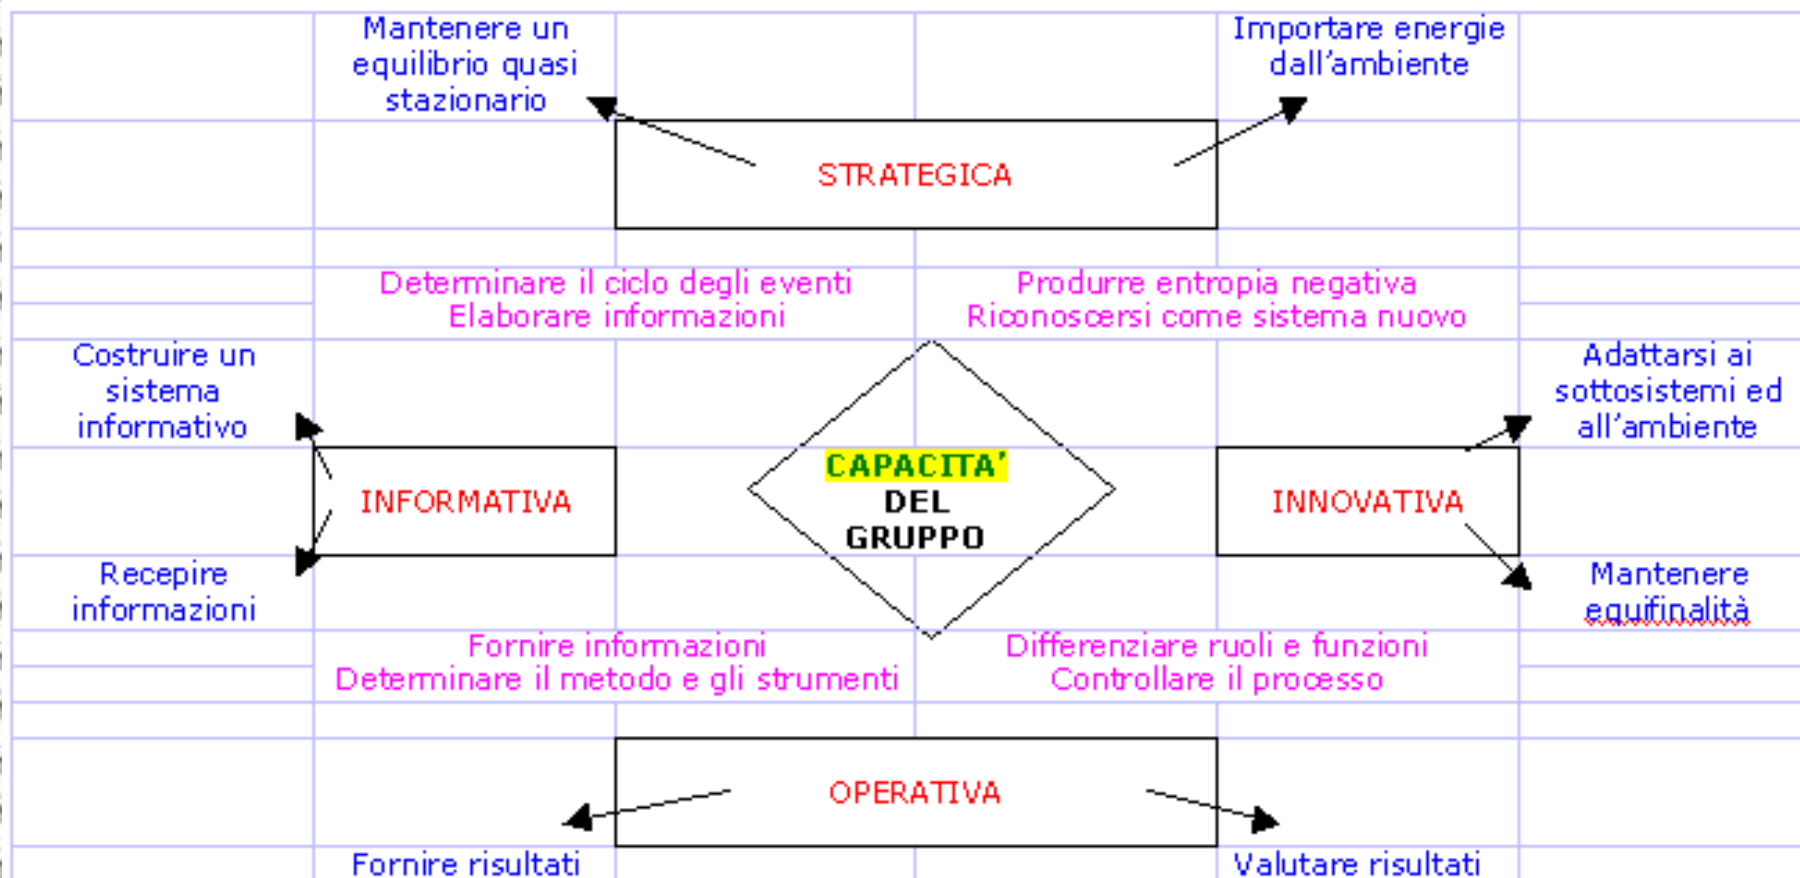 Mantenere un
equilibrio quasi
stazionario
Importare energie
dall'ambiente
STRATEGICA
Determinare il ciclo degli eventi
Elaborare informazioni
Produrre entropia negativa
Riconoscersi come sistema nuovo
Costruire un
sistema
informativo
Adattarsi ai
sottosistemi ed
all'ambiente
INFORMATIVA
CAPACITA'
DEL
GRUPPO
INNOVATIVA
Recepire
informazioni
Mantenere
equifinalità
Fornire informazioni
Determinare il metodo e gli strumenti
Differenziare ruoli e funzioni
Controllare il processo
OPERATIVA
Fornire risultati
Valutare risultati